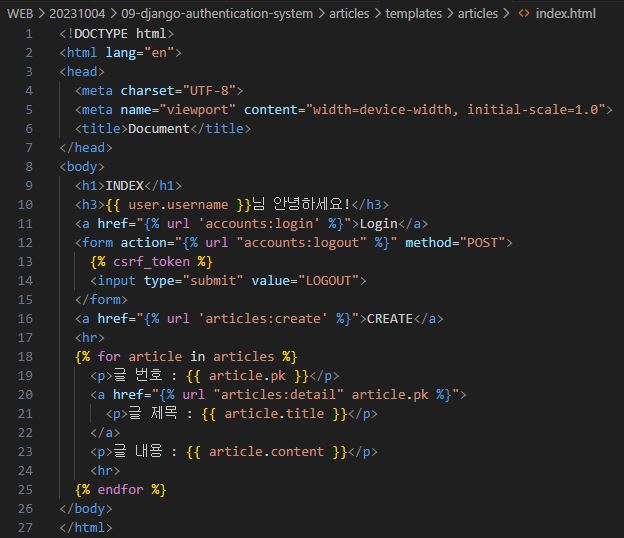 WEB > 20231004 > 09-django-authentication-system > articles > templates > articles > <> index.html
1 <!DOCTYPE html>
2 <html lang="en">
3 <head>
4 <meta charset="UTF-8">
5 <meta name="viewport" content="width=device-width, initial-scale=1.0">
6 <title>Document</title>
7 </head>
8 <body>
9 <h1>INDEX</h1>
10 <h3>{{ user.username }}님 안녕하세요!</h3>
11 <a href="{% url 'accounts:login' %}">Login</a>
12 <form action="{% url "accounts:logout" %}" method="POST">
13 {% csrf_token %}
14 <input type="submit" value="LOGOUT">
15 </form>
16 <a href="{% url 'articles:create' %}">CREATE</a>
17 <hr>
18 {% for article in articles %}
19 <p>글 번호 : {{ article.pk }}</p>
20 <a href="{% url "articles:detail" article.pk %}">
21 <p>글 제목 : {{ article.title }}</p>
22 </a>
23 <p>글 내용 : {{ article.content }}</p>
24 <hr>
25 {% endfor %}
26 </body>
27 </html>